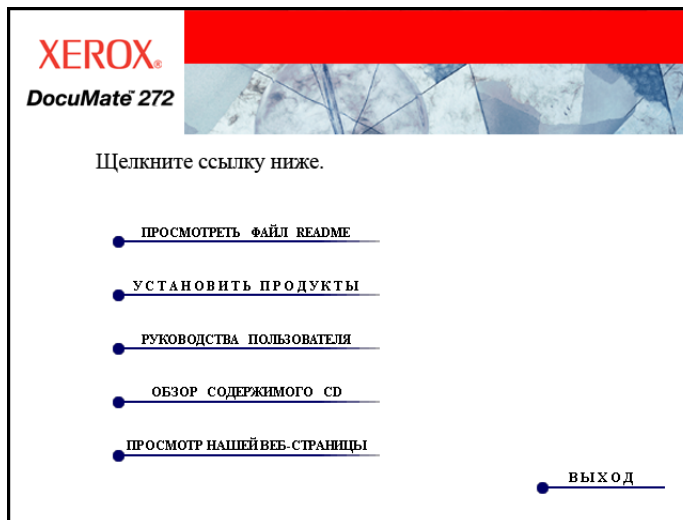 XEROX®
DocuMate™ 272
Щелкните ссылку ниже.
ПРОСМОТРЕТЬ ФАЙЛ README
УСТАНОВИТЬ ПРОДУКТЫ
РУКОВОДСТВА ПОЛЬЗОВАТЕЛЯ
ОБЗОР СОДЕРЖИМОГО CD
ПРОСМОТР НАШЕЙ ВЕБ-СТРАНИЦЫ
ВЫХОД